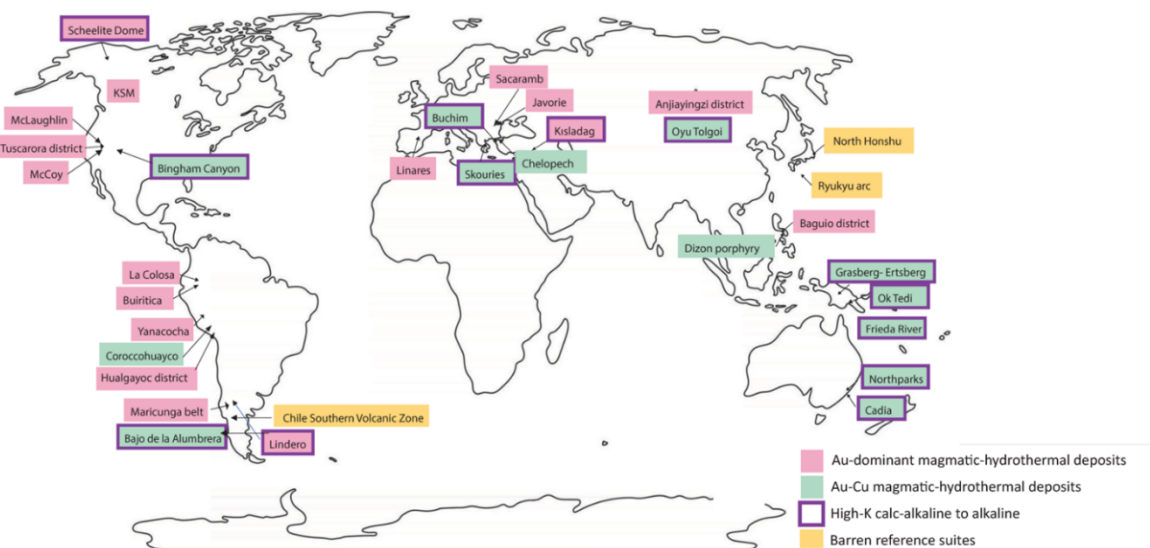 Scheelite Dome
KSM
McLaughlin
Tuscarora district
McCoy
Bingham Canyon
Sacaramb
Javorie
Buchim
Kısladag
Linares
Skouries
Chelopech
Anjiayingzi district
Oyu Tolgoi
North Honshu
Ryukyu arc
Baguio district
Dizon porphyry
Grasberg- Ertsberg
Ok Tedi
Frieda River
Northparks
Cadia
La Colosa
Buiritica
Yanacocha
Coroccohuayco
Hualgayoc district
Maricunga belt
Chile Southern Volcanic Zone
Bajo de la Alumbrera
Lindero
Au-dominant magmatic-hydrothermal deposits
Au-Cu magmatic-hydrothermal deposits
High-K calc-alkaline to alkaline
Barren reference suites